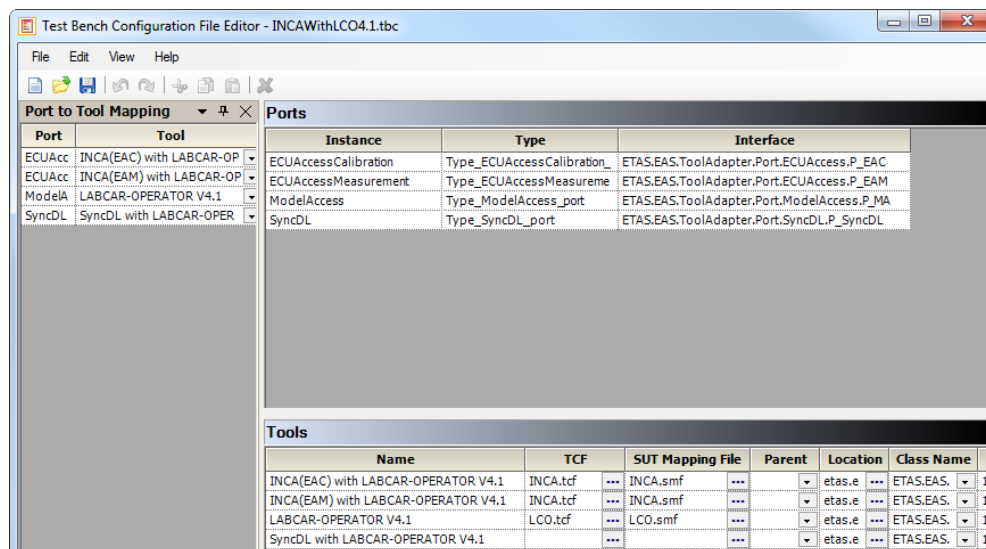 Test Bench Configuration File Editor - INCAWithLCO4.1.tbc
File Edit View Help
Port to Tool Mapping
Port Tool
ECUAcc INCA(EAC) with LABCAR-OP
ECUAcc INCA(EAM) with LABCAR-OP
ModelA LABCAR-OPERATOR V4.1
SyncDL SyncDL with LABCAR-OPER
Ports
Instance Type Interface
ECUAccessCalibration Type_ECUAccessCalibration_ ETAS.EAS.ToolAdapter.Port.ECUAccess.P_EAC
ECUAccessMeasurement Type_ECUAccessMeasureme ETAS.EAS.ToolAdapter.Port.ECUAccess.P_EAM
ModelAccess Type_ModelAccess_port ETAS.EAS.ToolAdapter.Port.ModelAccess.P_MA
SyncDL Type_SyncDL_port ETAS.EAS.ToolAdapter.Port.SyncDL.P_SyncDL
Tools
Name TCF SUT Mapping File Parent Location Class Name
INCA(EAC) with LABCAR-OPERATOR V4.1 INCA.tcf ... INCA.smf ... etas.e ... ETAS.EAS. 1
INCA(EAM) with LABCAR-OPERATOR V4.1 INCA.tcf ... INCA.smf ... etas.e ... ETAS.EAS. 1
LABCAR-OPERATOR V4.1 LCO.tcf ... LCO.smf ... etas.e ... ETAS.EAS. 1
SyncDL with LABCAR-OPERATOR V4.1 ... ... etas.e ... ETAS.EAS. 1